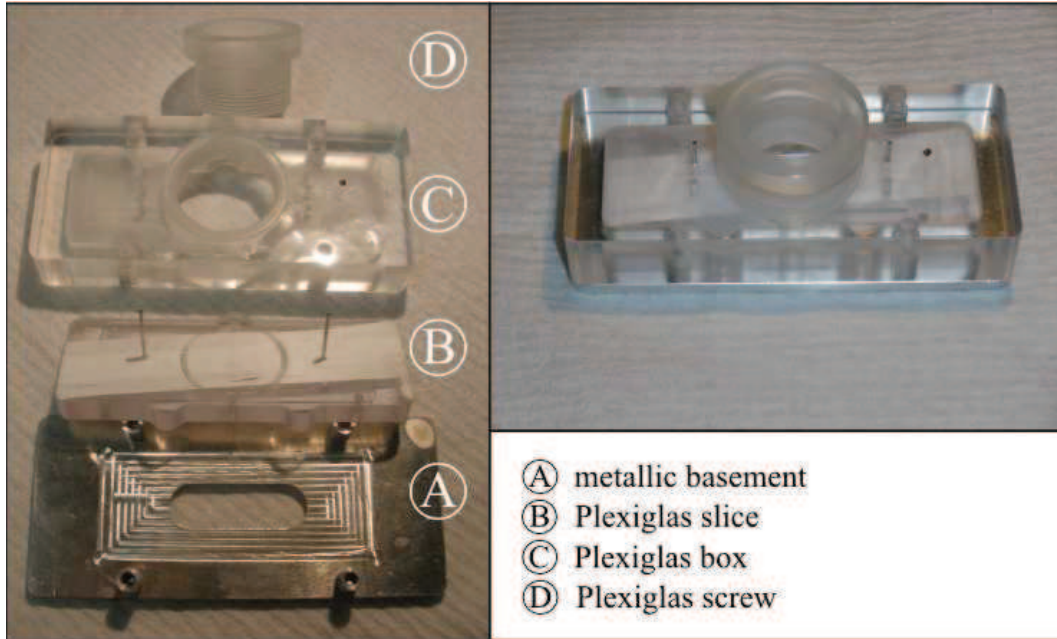 D
C
B
A
A metallic basement
B Plexiglas slice
C Plexiglas box
D Plexiglas screw